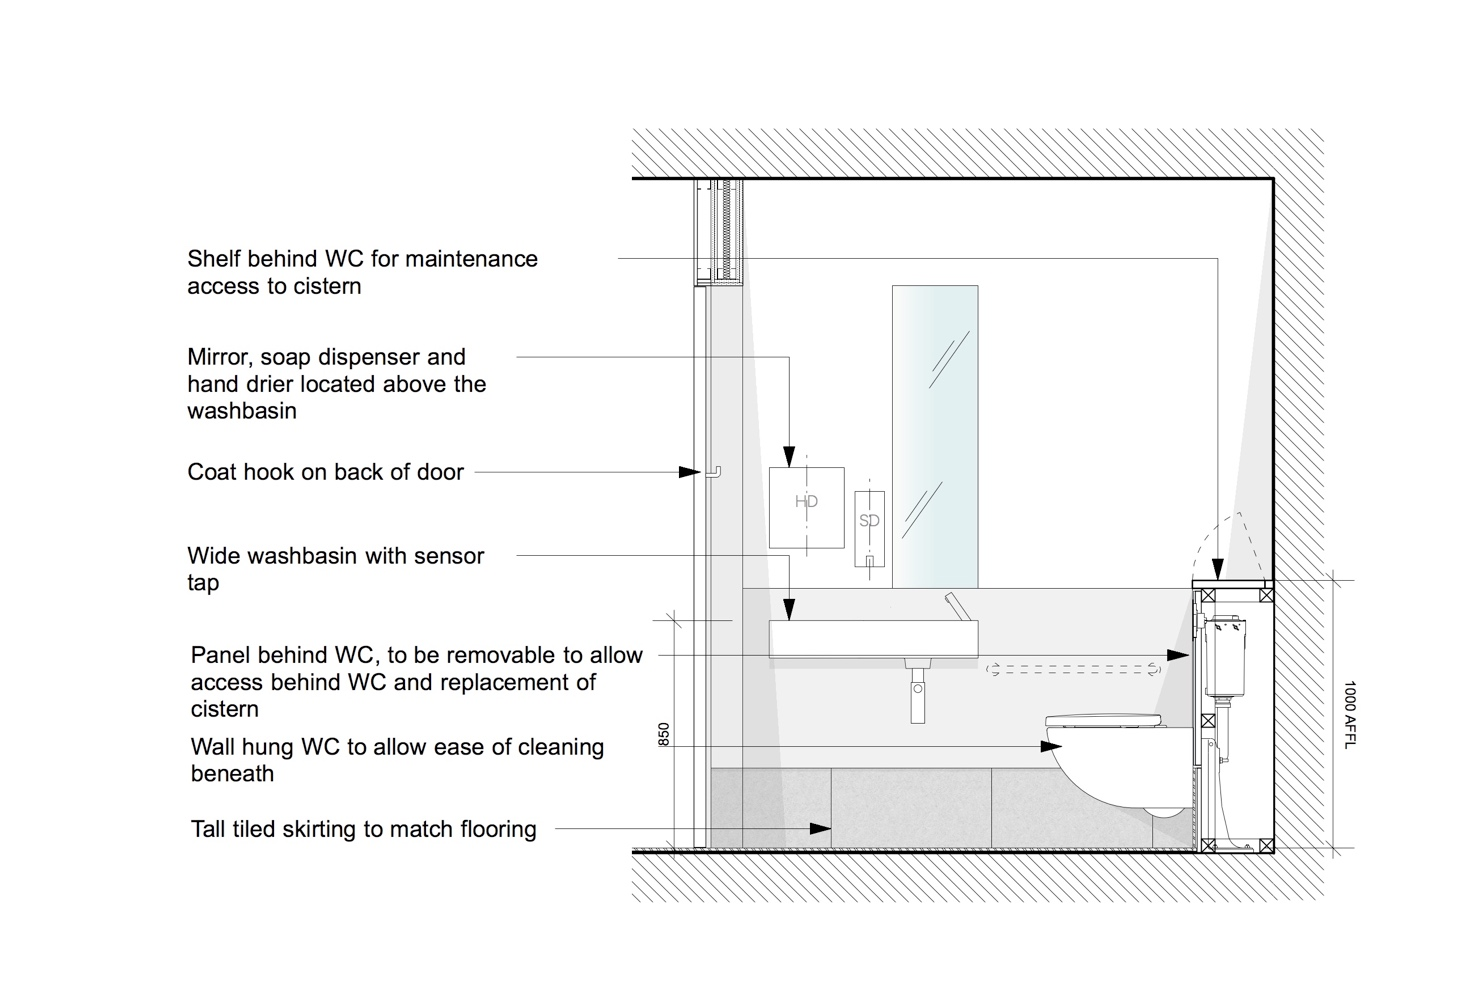 Shelf behind WC for maintenance
access to cistern
Mirror, soap dispenser and
hand drier located above the
washbasin
Coat hook on back of door
HD
SD
Wide washbasin with sensor
tap
Panel behind WC, to be removable to allow
access behind WC and replacement of
cistern
850
1000 AFFL
Wall hung WC to allow ease of cleaning
beneath
Tall tiled skirting to match flooring